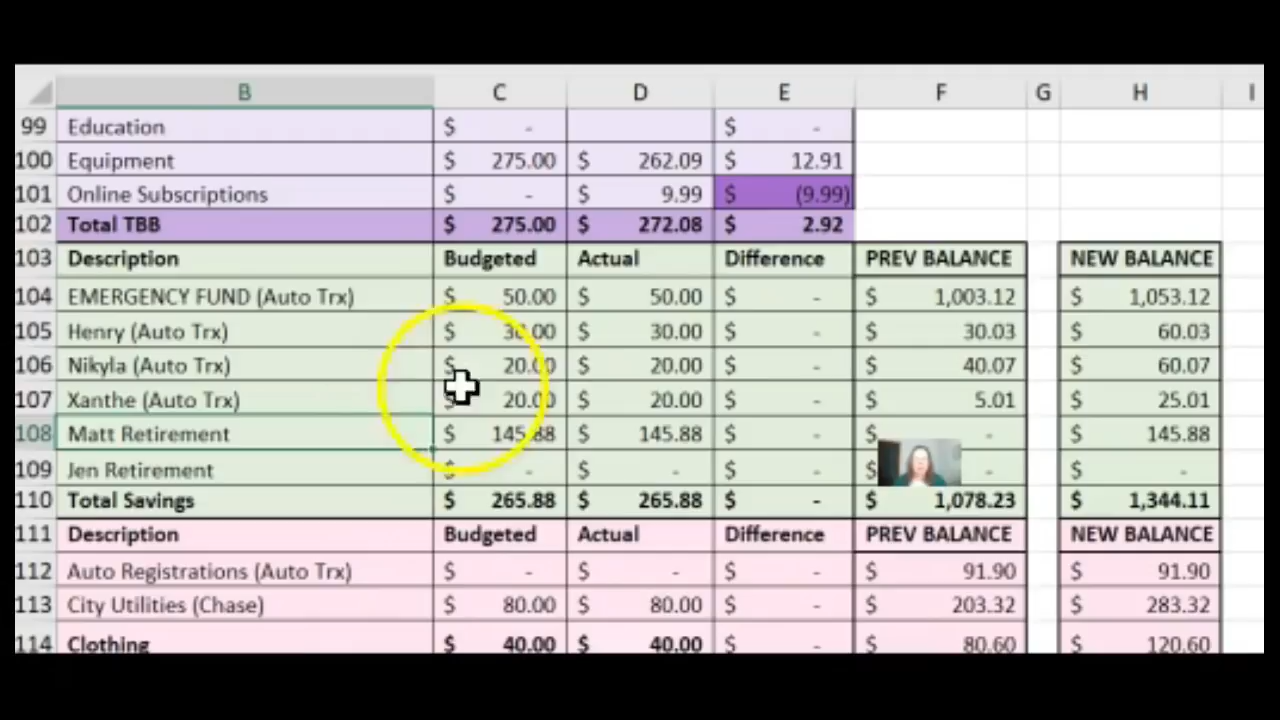 B C D E F G H I
99 Education $ - $ -
100 Equipment $ 275.00 $ 262.09 $ 12.91
101 Online Subscriptions $ - $ 9.99 $ (9.99)
102 Total TBB $ 275.00 $ 272.08 $ 2.92
103 Description Budgeted Actual Difference PREV BALANCE NEW BALANCE
104 EMERGENCY FUND (Auto Trx) $ 50.00 $ 50.00 $ - $ 1,003.12 $ 1,053.12
105 Henry (Auto Trx) $ 30.00 $ 30.00 $ - $ 30.03 $ 60.03
106 Nikyla (Auto Trx) $ 20.00 $ 20.00 $ - $ 40.07 $ 60.07
107 Xanthe (Auto Trx) $ 20.00 $ 20.00 $ - $ 5.01 $ 25.01
108 Matt Retirement $ 145.88 $ 145.88 $ - $ - $ 145.88
109 Jen Retirement $ - $ - $ - $ - $ -
110 Total Savings $ 265.88 $ 265.88 $ - $ 1,078.23 $ 1,344.11
111 Description Budgeted Actual Difference PREV BALANCE NEW BALANCE
112 Auto Registrations (Auto Trx) $ - $ - $ - $ 91.90 $ 91.90
113 City Utilities (Chase) $ 80.00 $ 80.00 $ - $ 203.32 $ 283.32
114 Clothing $ 40.00 $ 40.00 $ - $ 80.60 $ 120.60